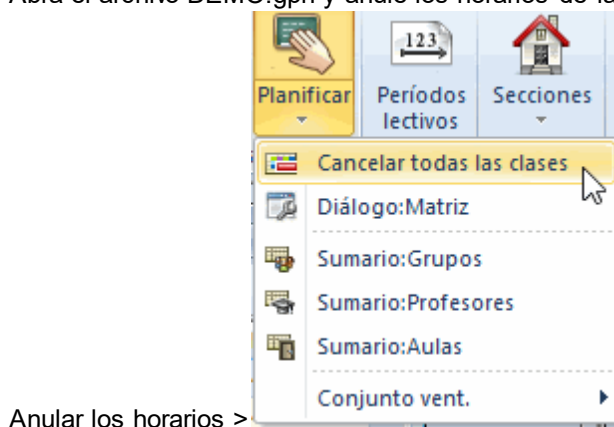 Abra el archivo DEMO.gpn y anule los horarios de la
123
Planificar
Períodos
lectivos
Secciones
Cancelar todas las clases
Diálogo:Matriz
Sumario:Grupos
Sumario:Profesores
Sumario:Aulas
Conjunto vent.
Anular los horarios >